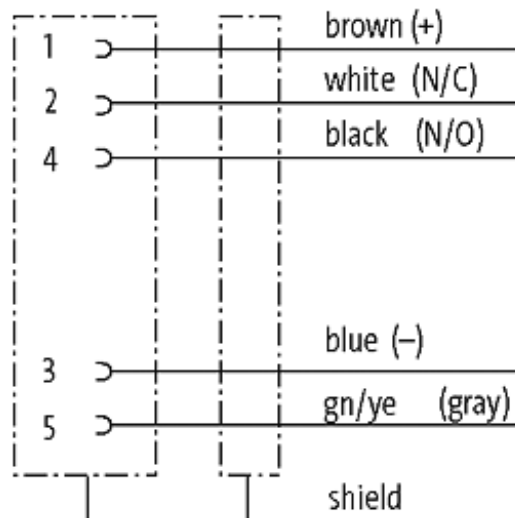 1 brown (+)
2 white (N/C)
4 black (N/O)
3 blue (–)
5 gn/ye (gray)
shield